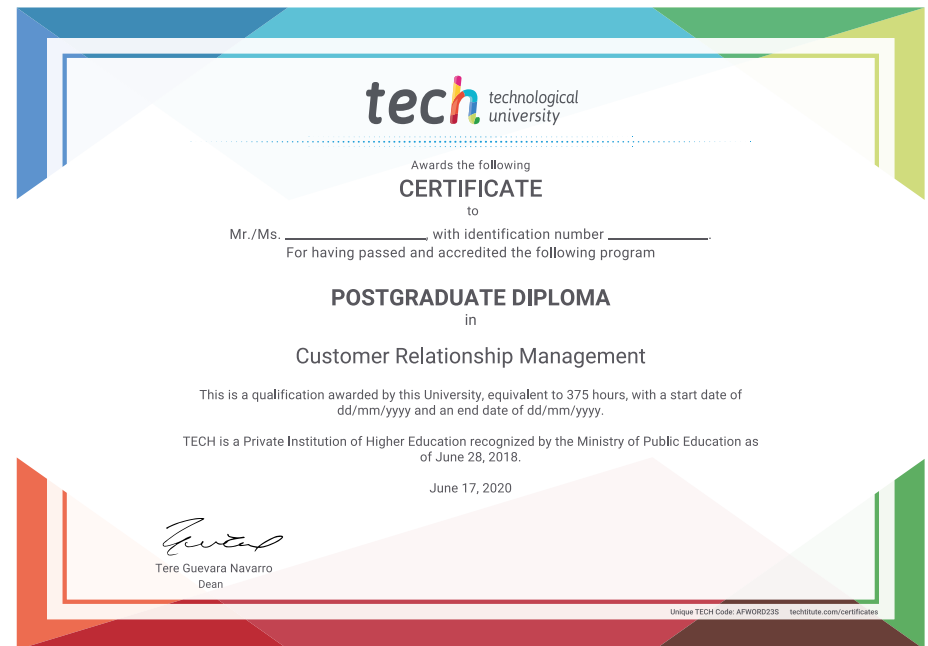 tech technological
university
Awards the following
CERTIFICATE
to
Mr./Ms. ____________________, with identification number ______________.
For having passed and accredited the following program
POSTGRADUATE DIPLOMA
in
Customer Relationship Management
This is a qualification awarded by this University, equivalent to 375 hours, with a start date of
dd/mm/yyyy and an end date of dd/mm/yyyy.
TECH is a Private Institution of Higher Education recognized by the Ministry of Public Education as
of June 28, 2018.
June 17, 2020
Tere Guevara Navarro
Dean
Unique TECH Code: AFWORD23S techtitute.com/certificates